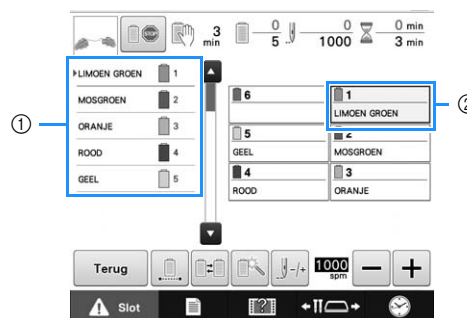 3 min
0 5
0 1000
0 min 3 min
LIMOEN GROEN 1
MOSGROEN 2
ORANJE 3
ROOD 4
GEEL 5
①
6
1 LIMOEN GROEN
②
5 GEEL
2 MOSGROEN
4 ROOD
3 ORANJE
Terug
-/+
1000 spm
− +
Slot
?